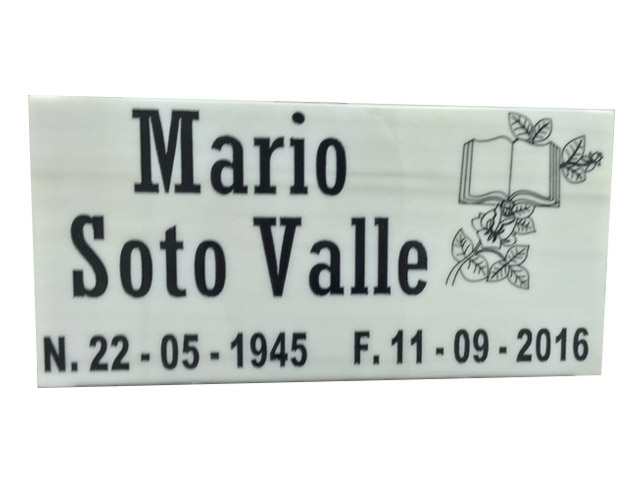 Mario
Soto Valle
N. 22 - 05 - 1945 F. 11 - 09 - 2016